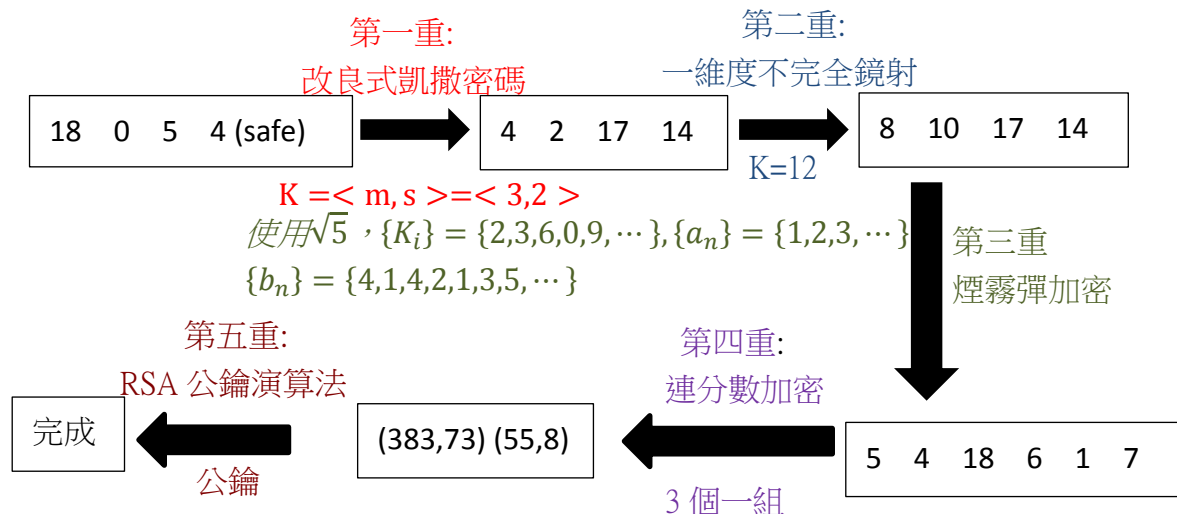 第一重:
改良式凱撒密碼
第二重:
一維度不完全鏡射
18 0 5 4 (safe)
4 2 17 14
8 10 17 14
K=12
K =< m, s >=< 3,2 >
使用√5 ，{K_i} = {2,3,6,0,9, ⋯ }, {a_n} = {1,2,3, ⋯ }
{b_n} = {4,1,4,2,1,3,5, ⋯ }
第三重
煙霧彈加密
第五重:
RSA 公鑰演算法
第四重:
連分數加密
完成
(383,73) (55,8)
5 4 18 6 1 7
公鑰
3 個一組